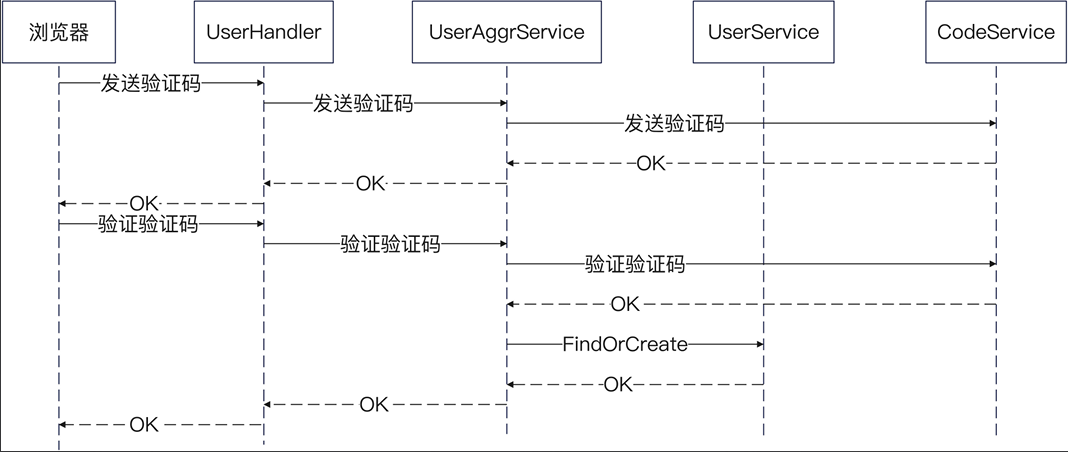 浏览器
UserHandler
UserAggrService
UserService
CodeService
发送验证码
发送验证码
发送验证码
OK
OK
OK
验证验证码
验证验证码
验证验证码
OK
FindOrCreate
OK
OK
OK